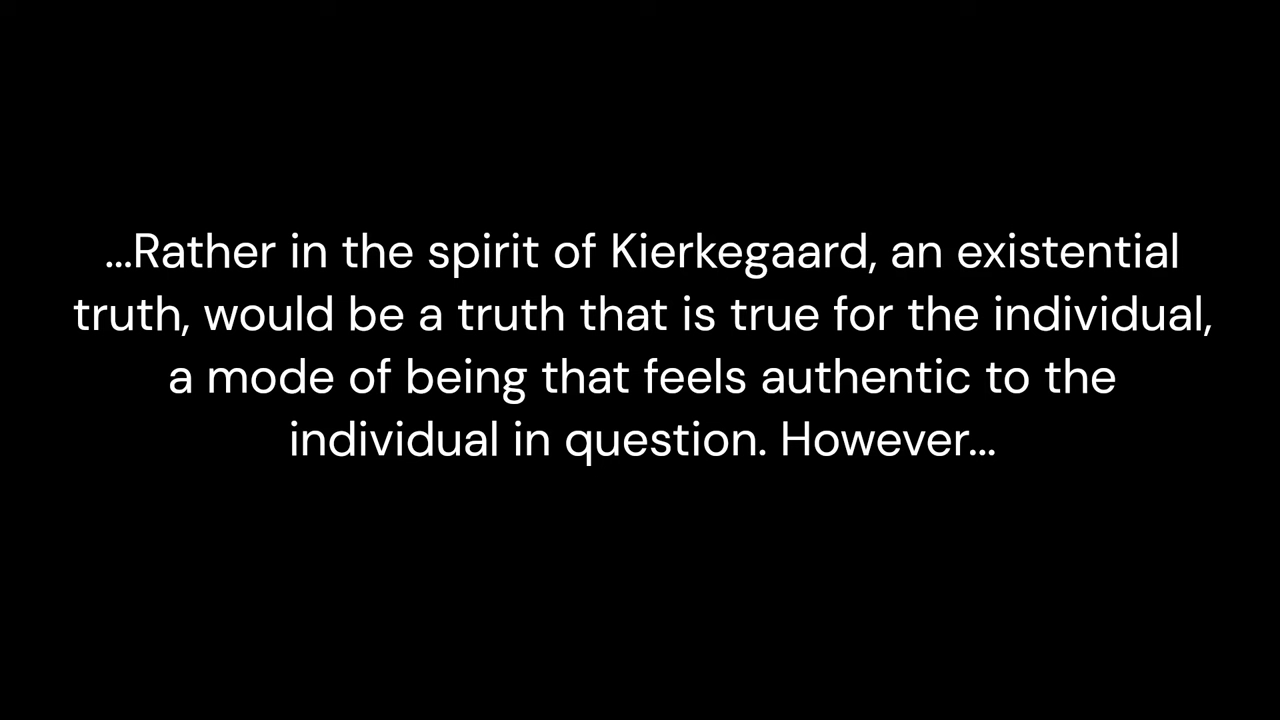 ...Rather in the spirit of Kierkegaard, an existential
truth, would be a truth that is true for the individual,
a mode of being that feels authentic to the
individual in question. However...